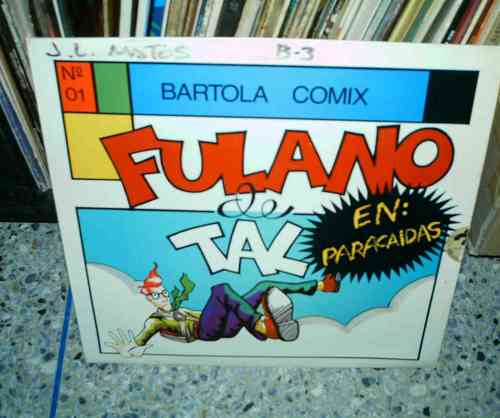 J. L. MATOS B-3
Nº
01
BARTOLA COMIX
FULANO
de
TAL
EN:
PARACAIDAS